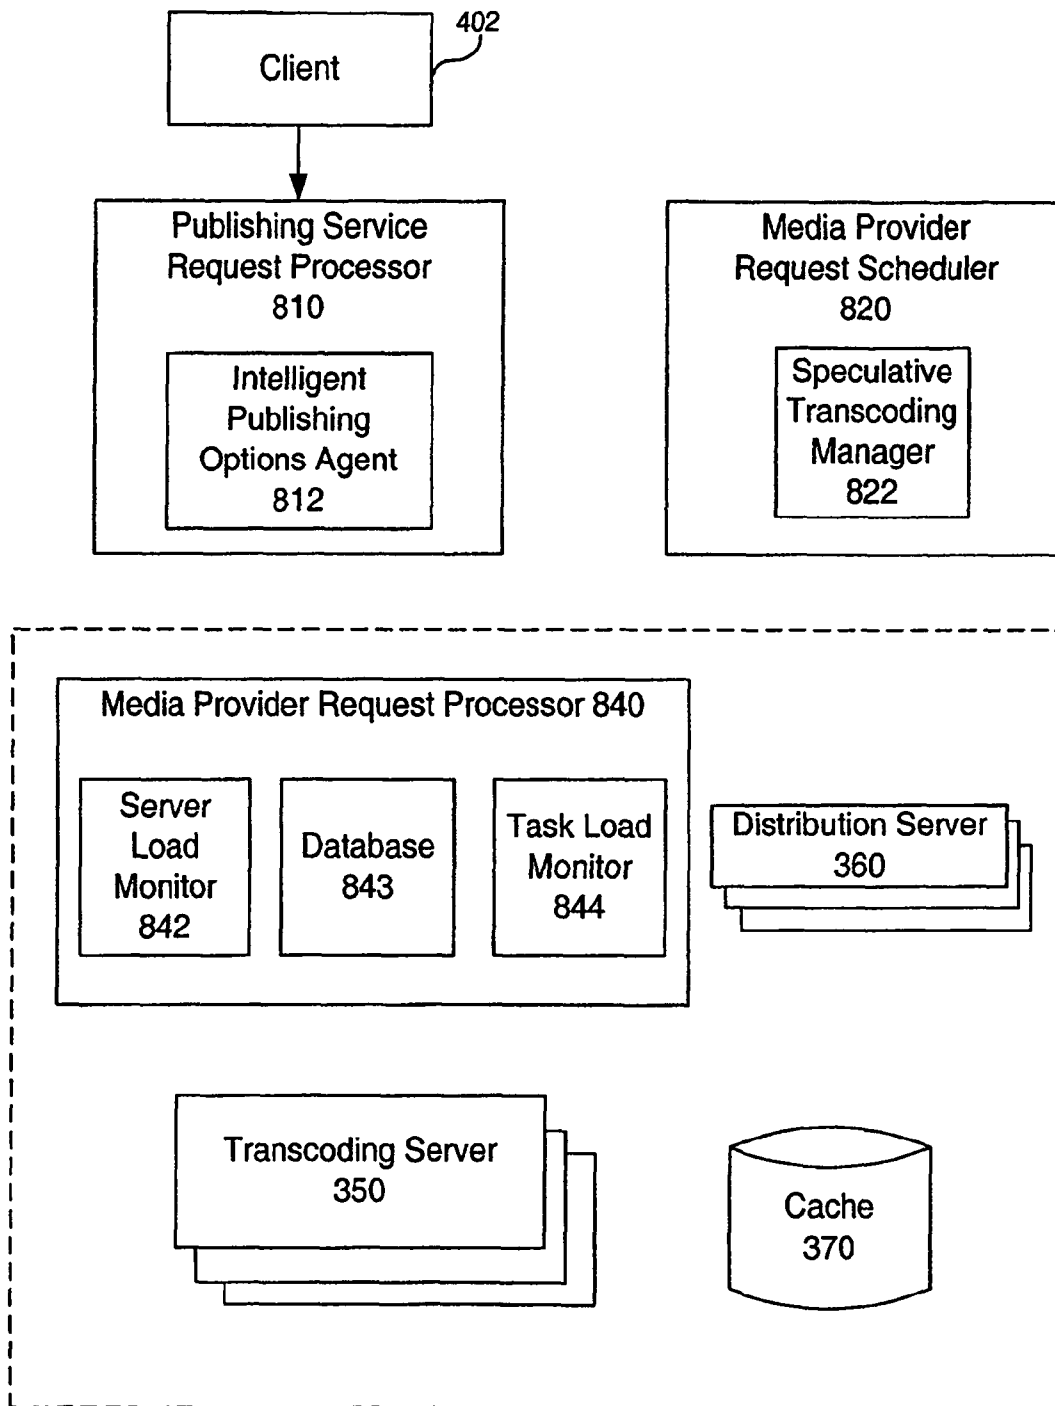 402
Client
Publishing Service
Request Processor
810
Intelligent
Publishing
Options Agent
812
Media Provider
Request Scheduler
820
Speculative
Transcoding
Manager
822
Media Provider Request Processor 840
Server
Load
Monitor
842
Database
843
Task Load
Monitor
844
Distribution Server
360
Transcoding Server
350
Cache
370